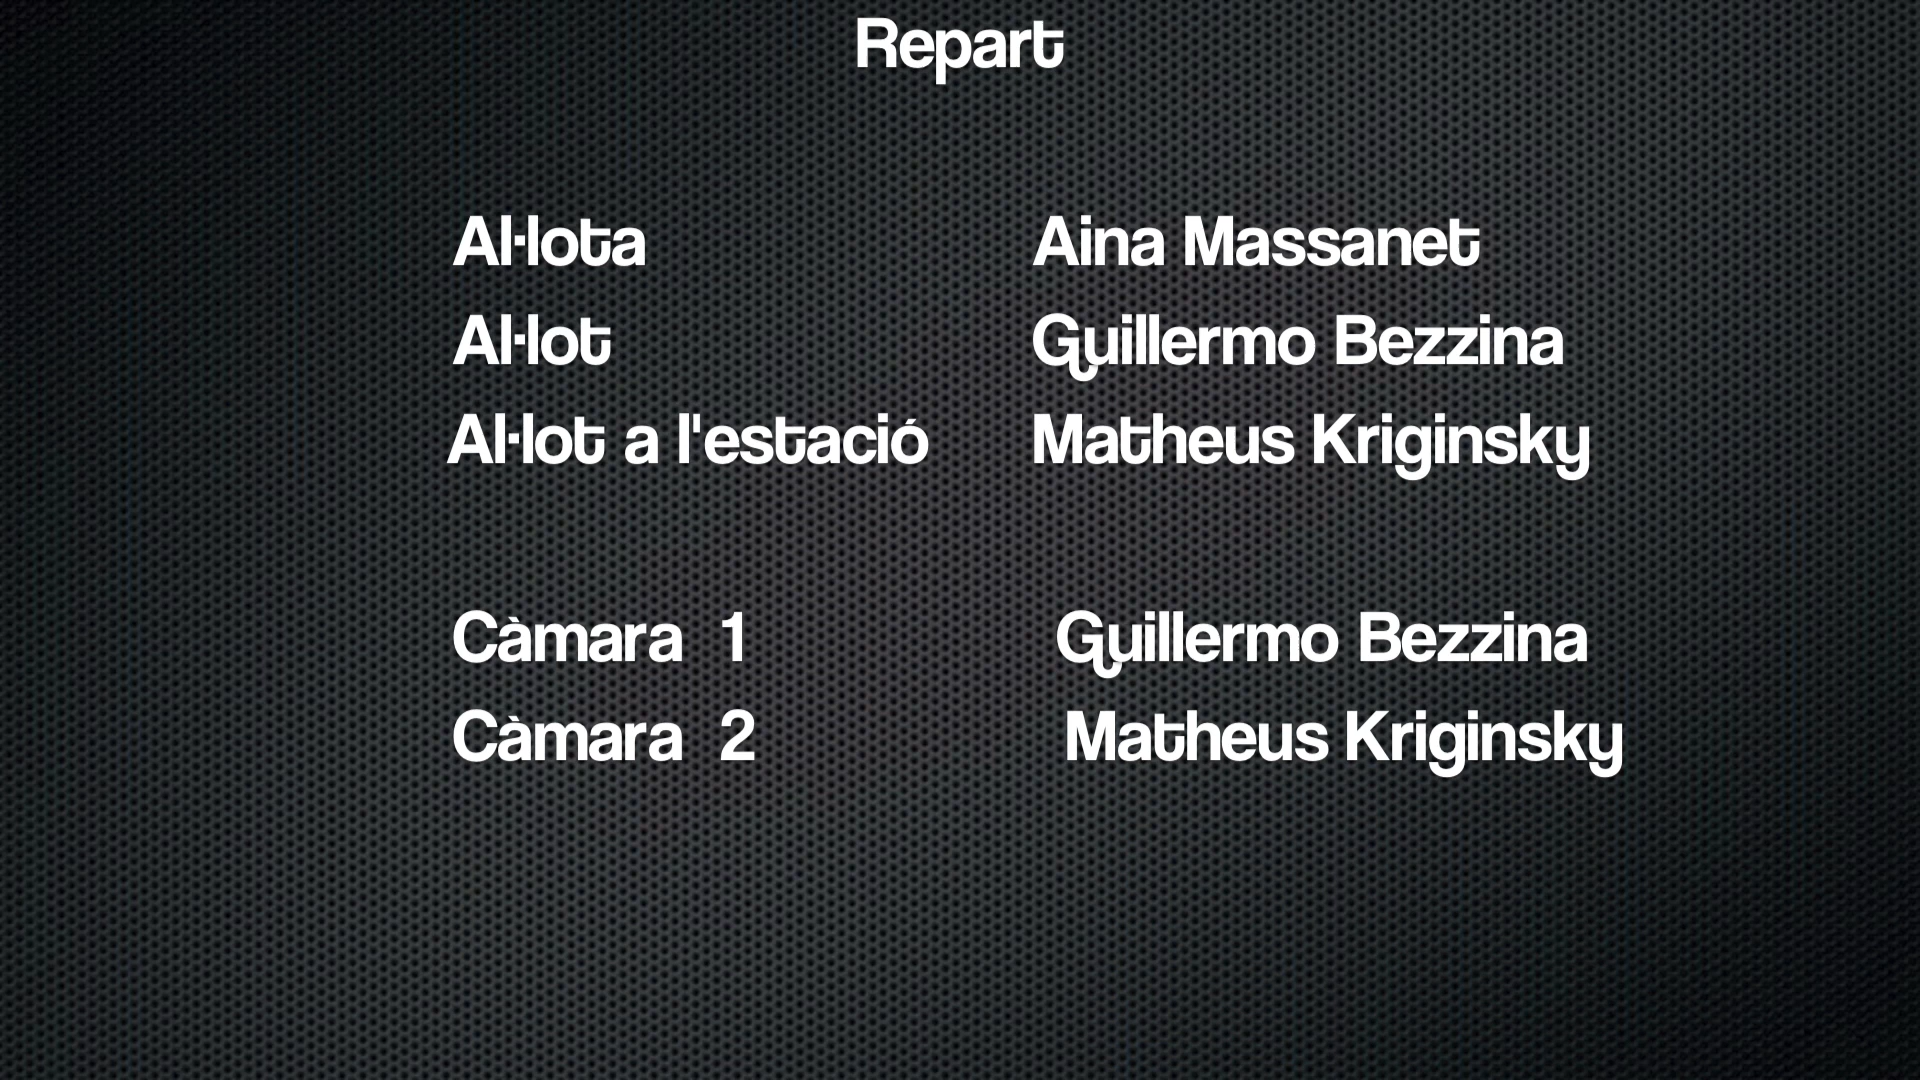 Repart
Al·lota Aina Massanet
Al·lot Guillermo Bezzina
Al·lot a l'estació Matheus Kriginsky
Càmara 1 Guillermo Bezzina
Càmara 2 Matheus Kriginsky